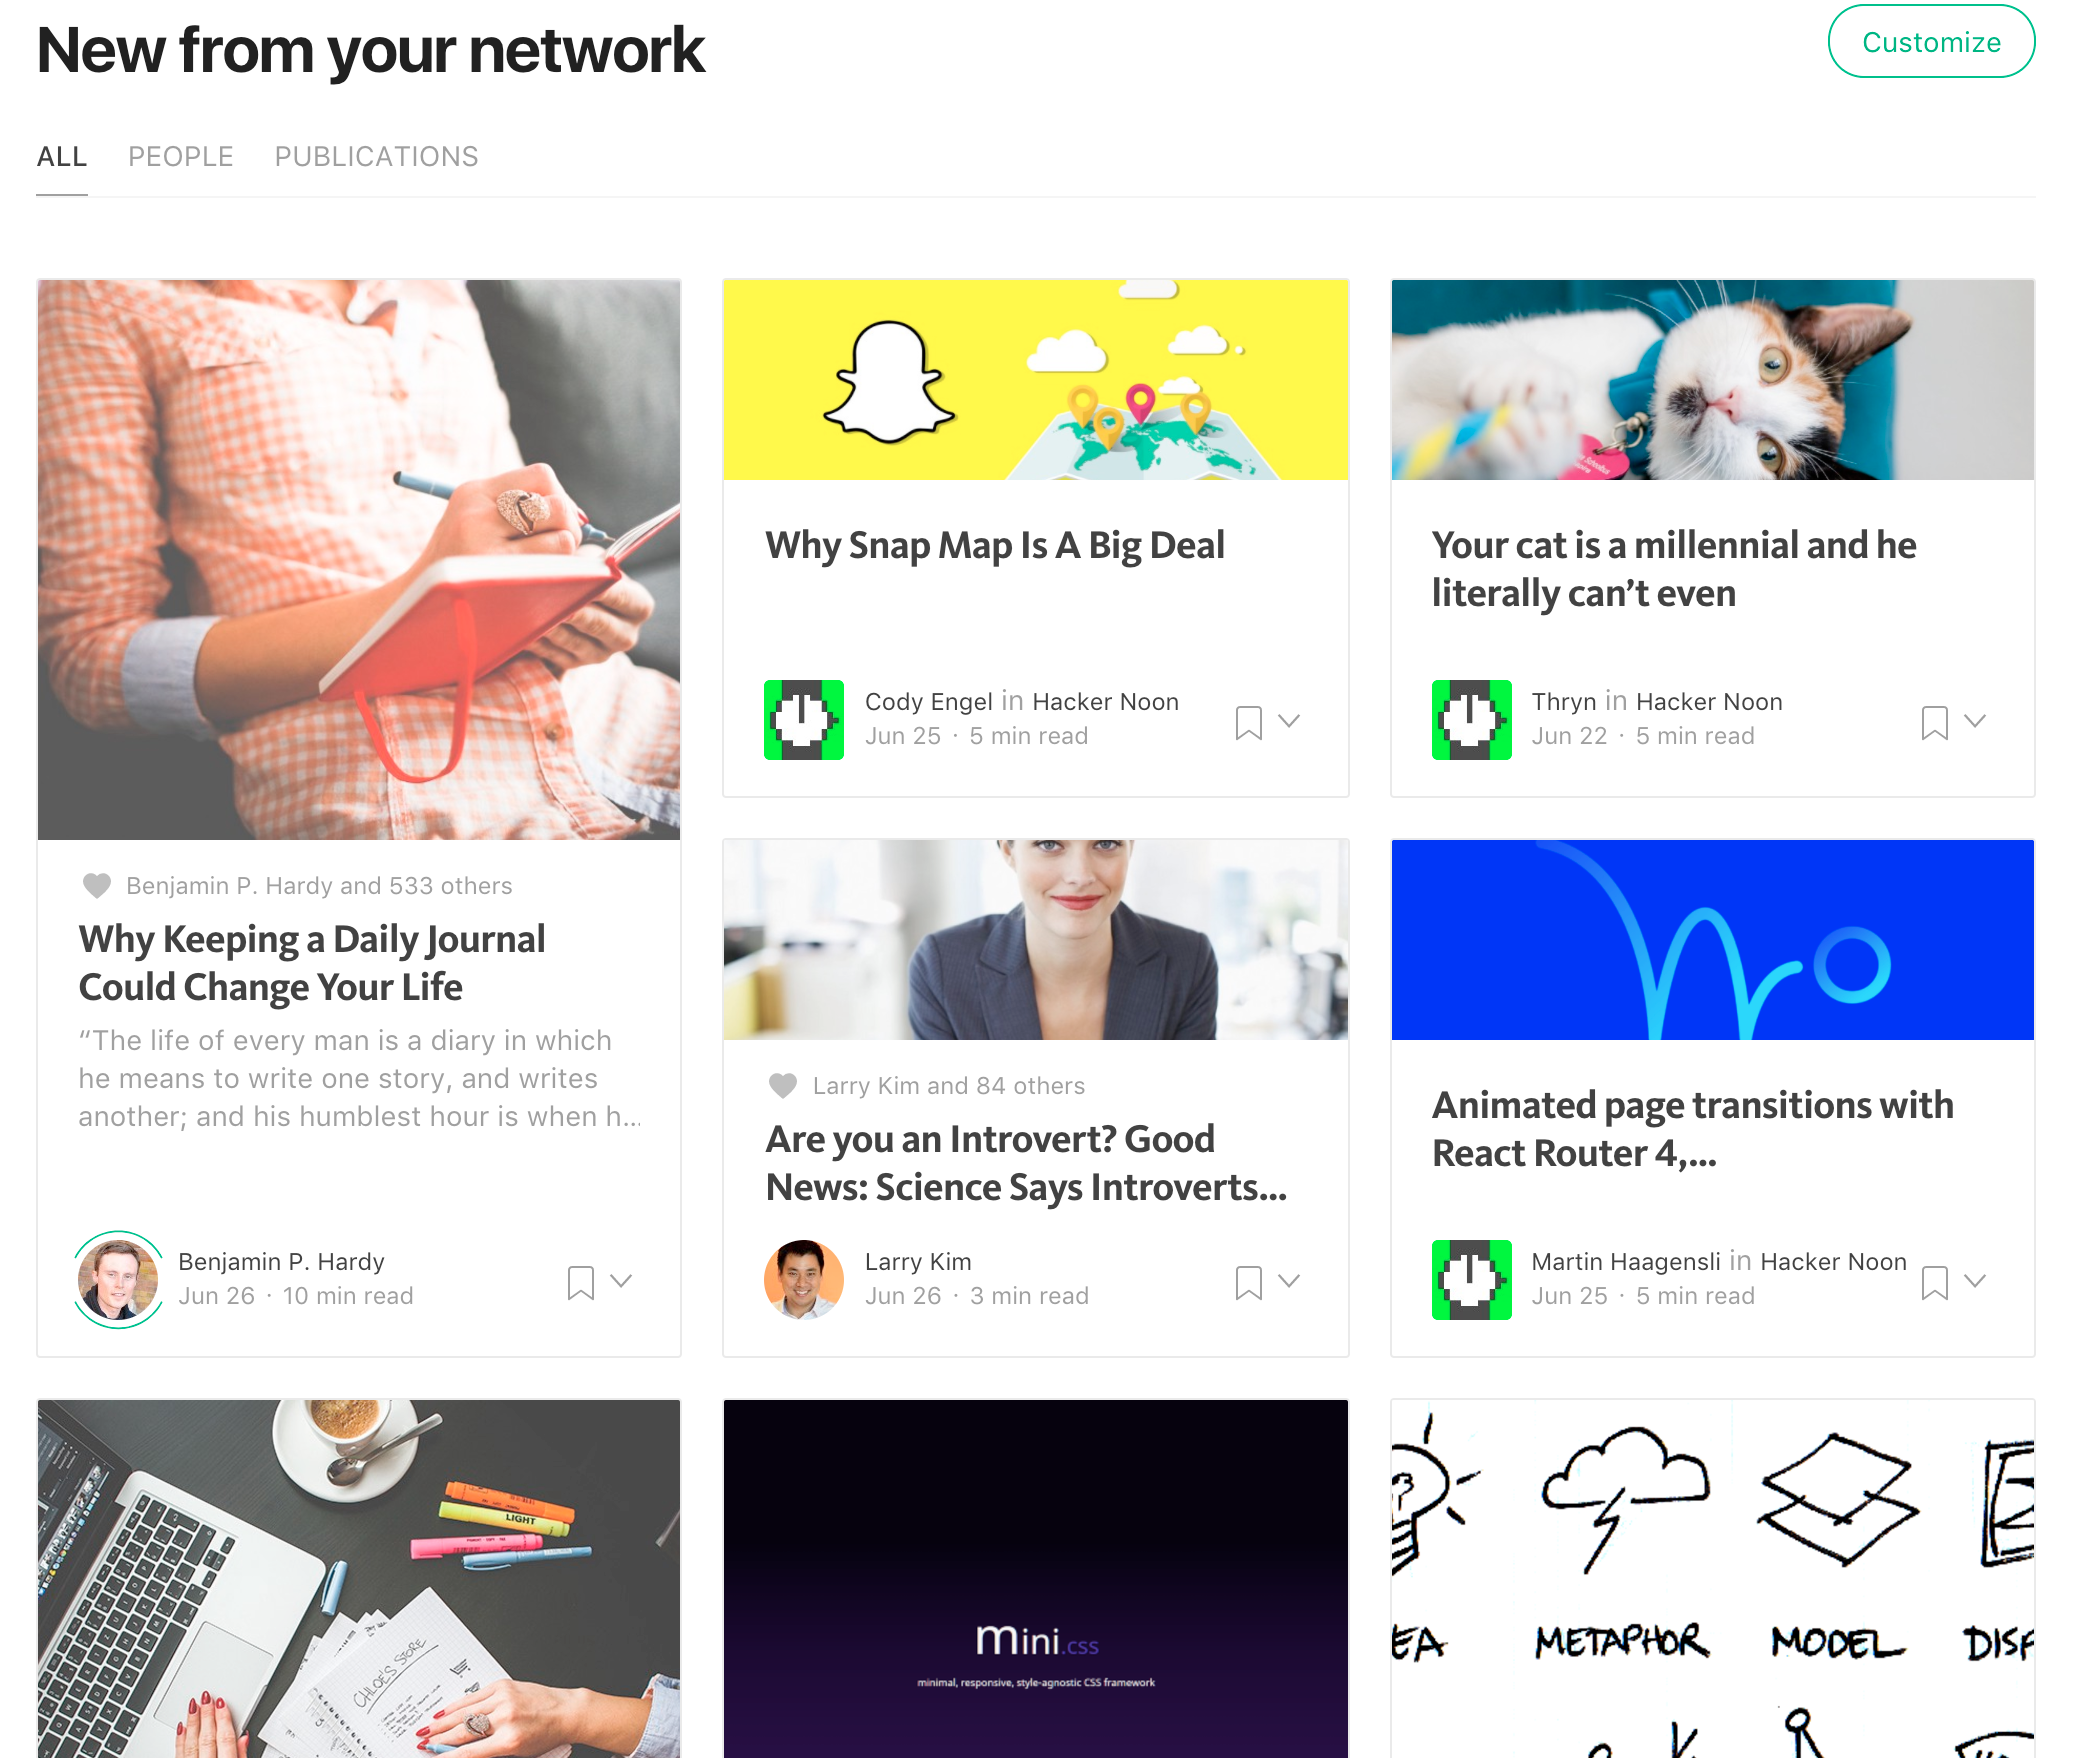 New from your network
Customize
ALL
PEOPLE
PUBLICATIONS
Benjamin P. Hardy and 533 others
Why Keeping a Daily Journal
Could Change Your Life
“The life of every man is a diary in which
he means to write one story, and writes
another; and his humblest hour is when h...
Benjamin P. Hardy
Jun 26 · 10 min read
Why Snap Map Is A Big Deal
Cody Engel in Hacker Noon
Jun 25 · 5 min read
Your cat is a millennial and he
literally can’t even
Thryn in Hacker Noon
Jun 22 · 5 min read
Larry Kim and 84 others
Are you an Introvert? Good
News: Science Says Introverts...
Larry Kim
Jun 26 · 3 min read
Animated page transitions with
React Router 4,...
Martin Haagensli in Hacker Noon
Jun 25 · 5 min read
LIGHT
CHLOE'S STORE
mini.css
minimal, responsive, style-agnostic CSS framework
EA
METAPHOR
MODEL